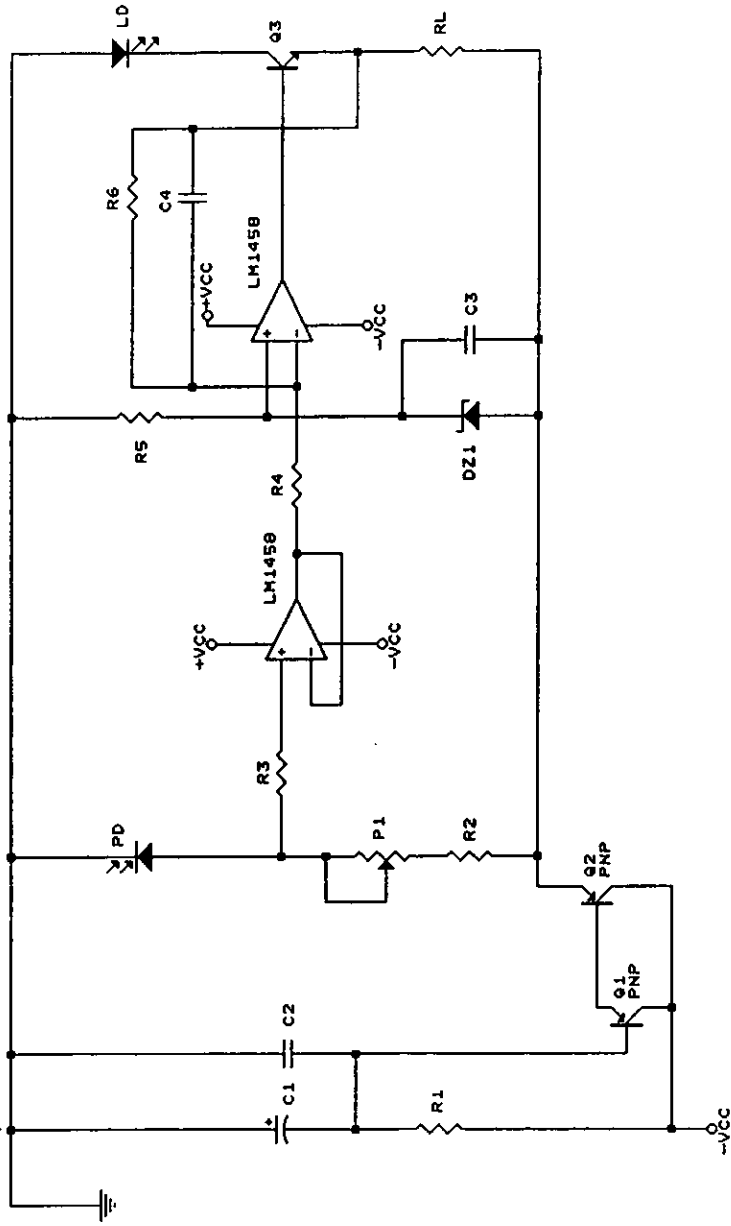 LD
Q3
RL
R6
C4
+VCC
LM1458
-VCC
C3
R5
DZ1
R4
LM1458
+VCC
-VCC
R3
PD
P1
R2
Q2
PNP
Q1
PNP
C2
C1
R1
-VCC